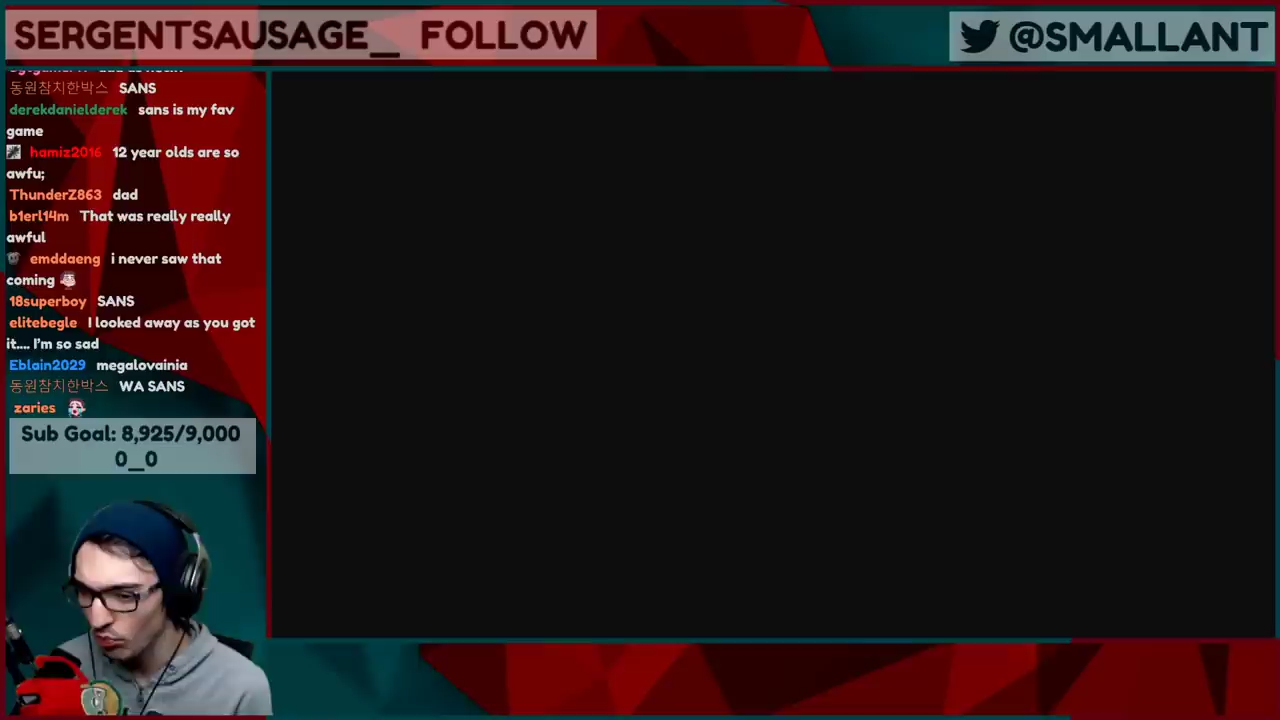 SERGENTSAUSAGE_ FOLLOW
@SMALLANT
동원참치한박스 SANS
derekdanielderek sans is my fav
game
hamiz2016 12 year olds are so
awfu;
ThunderZ863 dad
b1erl14m That was really really
awful
emddaeng i never saw that
coming
18superboy SANS
elitebegle I looked away as you got
it.... I'm so sad
Eblain2029 megalovainia
동원참치한박스 WA SANS
zaries
Sub Goal: 8,925/9,000
0_0